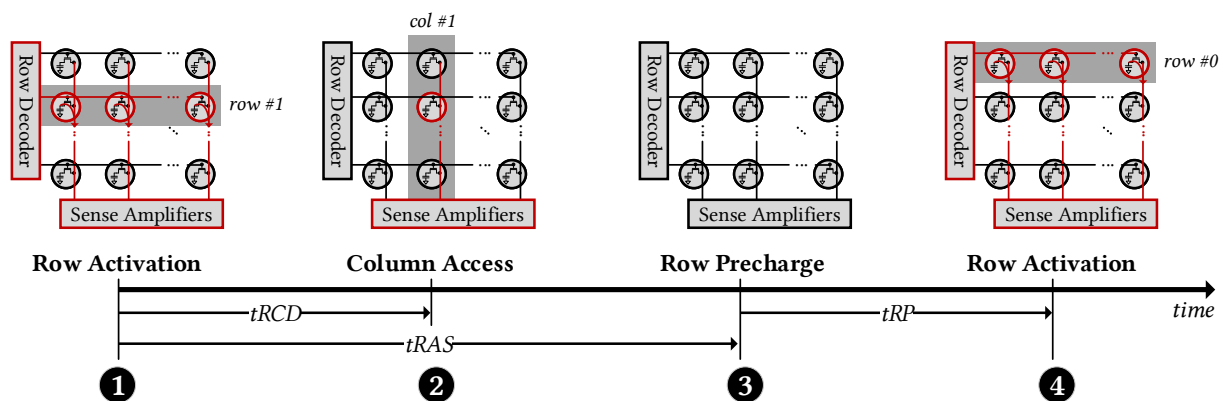 col #1
Row Decoder
row #1
Sense Amplifiers
Row Decoder
Sense Amplifiers
Row Decoder
Sense Amplifiers
Row Decoder
row #0
Sense Amplifiers
Row Activation
Column Access
Row Precharge
Row Activation
tRCD
tRP
time
tRAS
1
2
3
4